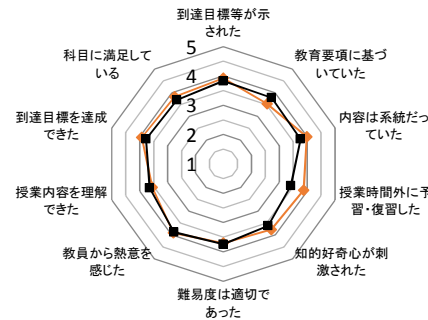 到達目標等が示
された
教育要項に基づ
いていた
内容は系統だっ
ていた
授業時間外に予
習・復習した
知的好奇心が刺
激された
難易度は適切で
あった
教員から熱意を
感じた
授業内容を理解
できた
到達目標を達成
できた
科目に満足して
いる
5
4
3
2
1